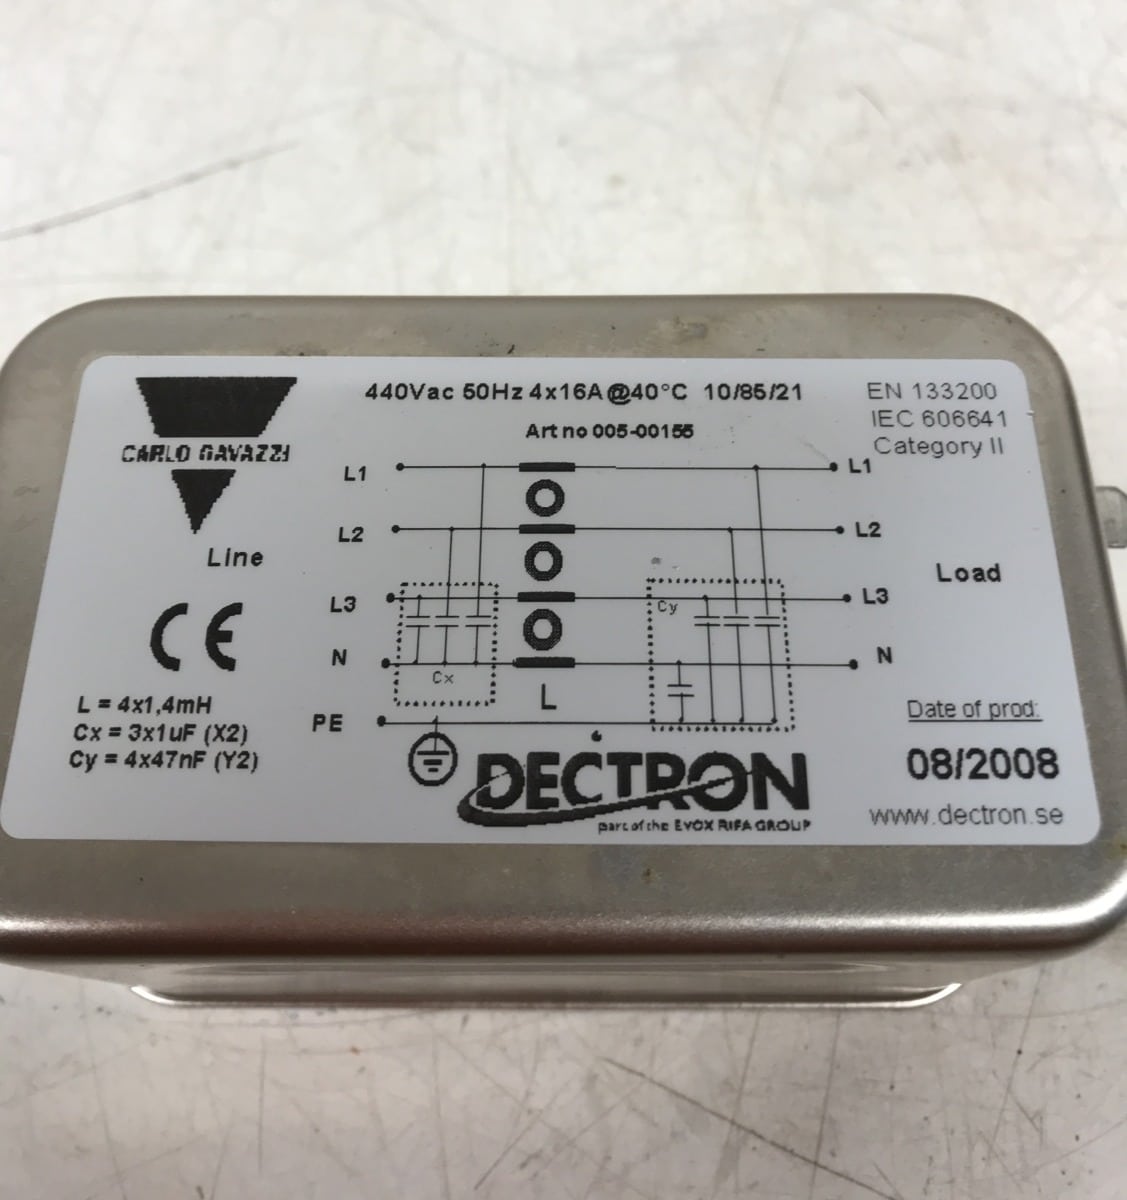 440Vac 50Hz 4x16A@40°C 10/85/21
Art no 005-00155
EN 133200
IEC 606641
Category II
CARLO GAVAZZI
Line
L1
L2
L3
N
PE
Cx
L
Cy
L1
L2
L3
N
Load
CE
L = 4x1,4mH
Cx = 3x1uF (X2)
Cy = 4x47nF (Y2)
DECTRON
part of the EVOX RIFA GROUP
Date of prod:
08/2008
www.dectron.se